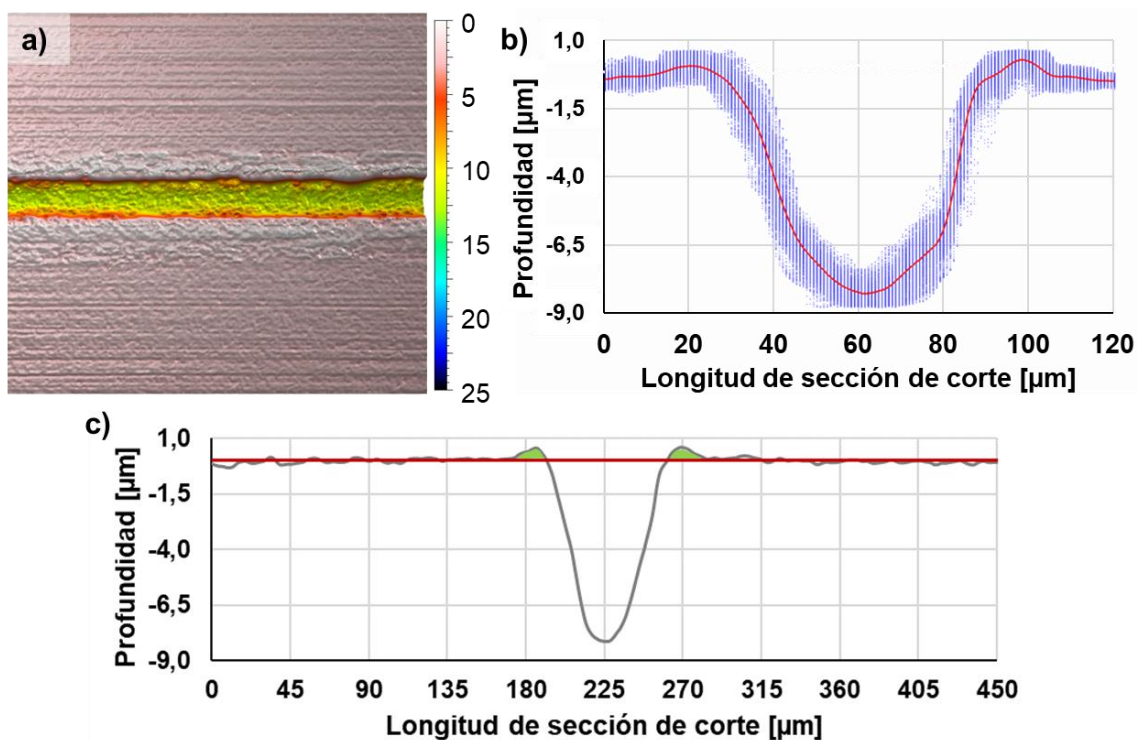 a)
0
5
10
15
20
25
b)
Profundidad [µm]
1,0
-1,5
-4,0
-6,5
-9,0
0 20 40 60 80 100 120
Longitud de sección de corte [µm]
c)
Profundidad [µm]
1,0
-1,5
-4,0
-6,5
-9,0
0 45 90 135 180 225 270 315 360 405 450
Longitud de sección de corte [µm]